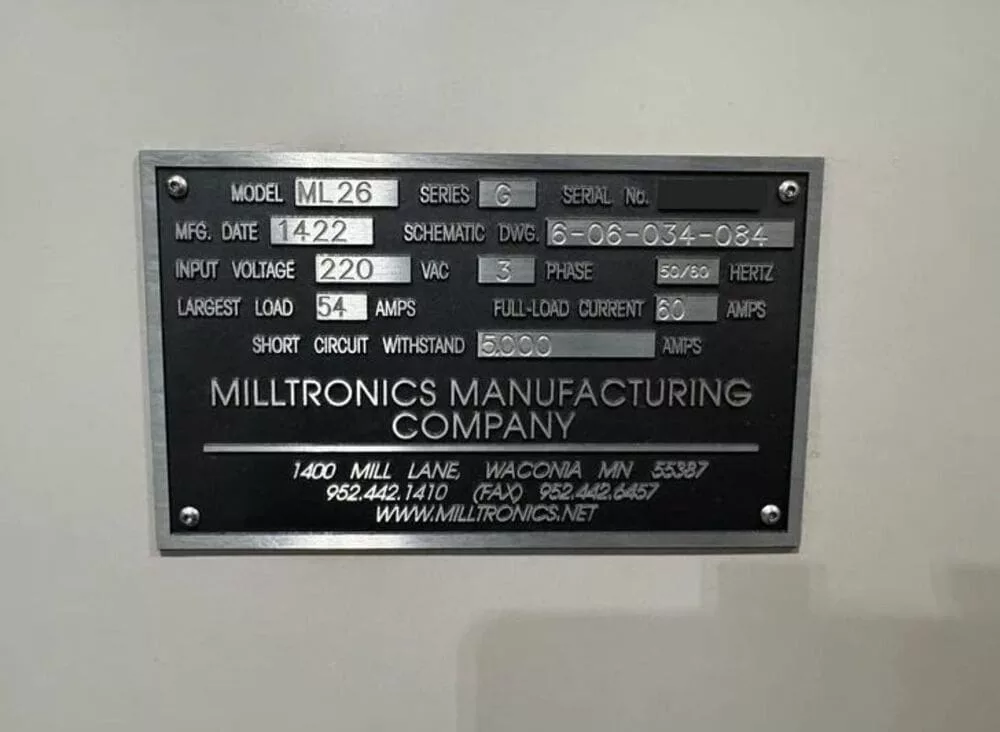 MODEL ML26 SERIES G SERIAL No.
MFG. DATE 1422 SCHEMATIC DWG. 6-06-034-084
INPUT VOLTAGE 220 VAC 3 PHASE 50/60 HERTZ
LARGEST LOAD 54 AMPS FULL-LOAD CURRENT 60 AMPS
SHORT CIRCUIT WITHSTAND 5,000 AMPS
MILLTRONICS MANUFACTURING
COMPANY
1400 MILL LANE, WACONIA MN 55387
952.442.1410 (FAX) 952.442.6457
WWW.MILLTRONICS.NET